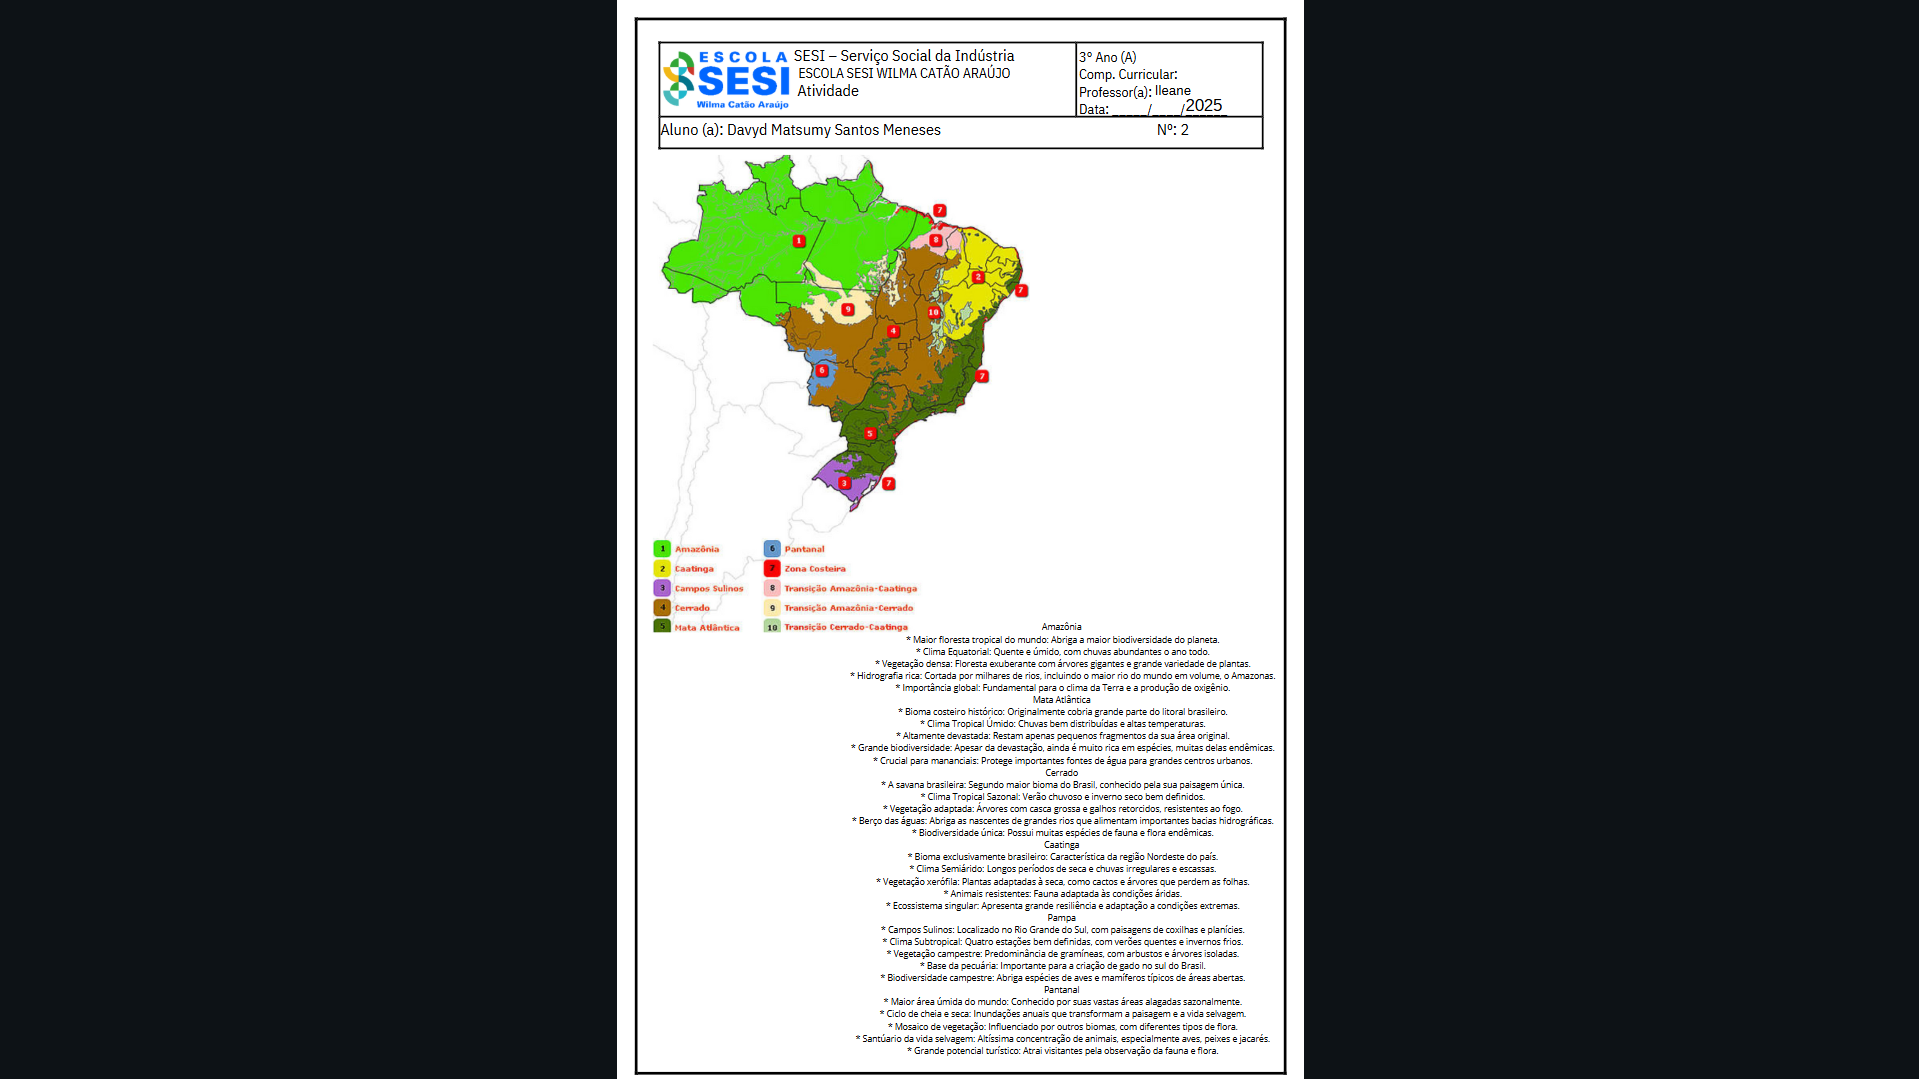 ESCOLA
SESI
Wilma Catão Araújo
SESI – Serviço Social da Indústria
ESCOLA SESI WILMA CATÃO ARAÚJO
Atividade
3° Ano (A)
Comp. Curricular:
Professor(a): Ileane
Data: _____/____/2025
Aluno (a): Davyd Matsumy Santos Meneses Nº: 2
7
1
8
2
7
9
10
4
6
7
5
3
7
1 Amazônia
2 Caatinga
3 Campos Sulinos
4 Cerrado
5 Mata Atlântica
6 Pantanal
7 Zona Costeira
8 Transição Amazônia-Caatinga
9 Transição Amazônia-Cerrado
10 Transição Cerrado-Caatinga
Amazônia
* Maior floresta tropical do mundo: Abriga a maior biodiversidade do planeta.
* Clima Equatorial: Quente e úmido, com chuvas abundantes o ano todo.
* Vegetação densa: Floresta exuberante com árvores gigantes e grande variedade de plantas.
* Hidrografia rica: Cortada por milhares de rios, incluindo o maior rio do mundo em volume, o Amazonas.
* Importância global: Fundamental para o clima da Terra e a produção de oxigênio.
Mata Atlântica
* Bioma costeiro histórico: Originalmente cobria grande parte do litoral brasileiro.
* Clima Tropical Úmido: Chuvas bem distribuídas e altas temperaturas.
* Altamente devastada: Restam apenas pequenos fragmentos da sua área original.
* Grande biodiversidade: Apesar da devastação, ainda é muito rica em espécies, muitas delas endêmicas.
* Crucial para mananciais: Protege importantes fontes de água para grandes centros urbanos.
Cerrado
* A savana brasileira: Segundo maior bioma do Brasil, conhecido pela sua paisagem única.
* Clima Tropical Sazonal: Verão chuvoso e inverno seco bem definidos.
* Vegetação adaptada: Árvores com casca grossa e galhos retorcidos, resistentes ao fogo.
* Berço das águas: Abriga as nascentes de grandes rios que alimentam importantes bacias hidrográficas.
* Biodiversidade única: Possui muitas espécies de fauna e flora endêmicas.
Caatinga
* Bioma exclusivamente brasileiro: Característica da região Nordeste do país.
* Clima Semiárido: Longos períodos de seca e chuvas irregulares e escassas.
* Vegetação xerófila: Plantas adaptadas à seca, como cactos e árvores que perdem as folhas.
* Animais resistentes: Fauna adaptada às condições áridas.
* Ecossistema singular: Apresenta grande resiliência e adaptação a condições extremas.
Pampa
* Campos Sulinos: Localizado no Rio Grande do Sul, com paisagens de coxilhas e planícies.
* Clima Subtropical: Quatro estações bem definidas, com verões quentes e invernos frios.
* Vegetação campestre: Predominância de gramíneas, com arbustos e árvores isoladas.
* Base da pecuária: Importante para a criação de gado no sul do Brasil.
* Biodiversidade campestre: Abriga espécies de aves e mamíferos típicos de áreas abertas.
Pantanal
* Maior área úmida do mundo: Conhecido por suas vastas áreas alagadas sazonalmente.
* Ciclo de cheia e seca: Inundações anuais que transformam a paisagem e a vida selvagem.
* Mosaico de vegetação: Influenciado por outros biomas, com diferentes tipos de flora.
* Santuário da vida selvagem: Altíssima concentração de animais, especialmente aves, peixes e jacarés.
* Grande potencial turístico: Atrai visitantes pela observação da fauna e flora.